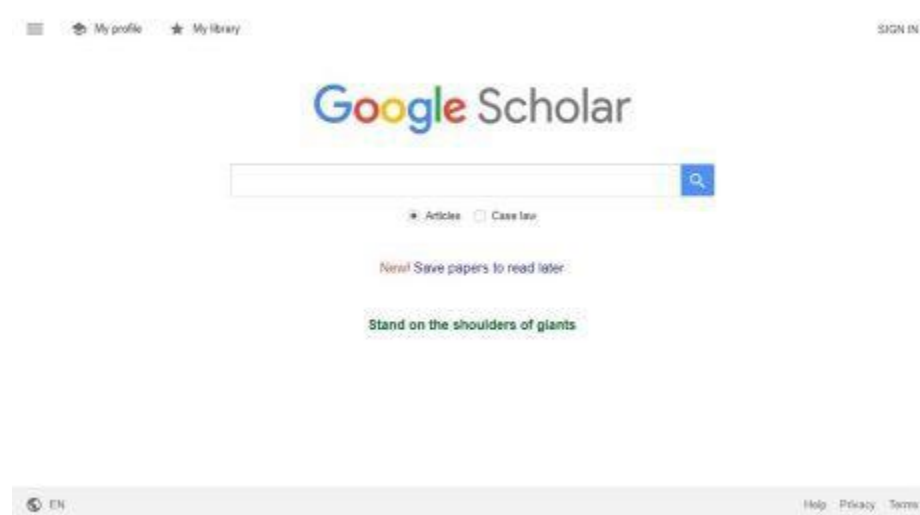 My profile My library SIGN IN
Google Scholar
Articles Case law
New! Save papers to read later
Stand on the shoulders of giants
EN Help Privacy Terms